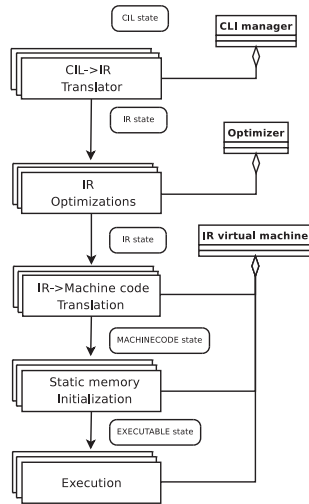 CIL state
CLI manager
CIL->IR
Translator
IR state
Optimizer
IR
Optimizations
IR state
IR virtual machine
IR->Machine code
Translation
MACHINECODE state
Static memory
Initialization
EXECUTABLE state
Execution